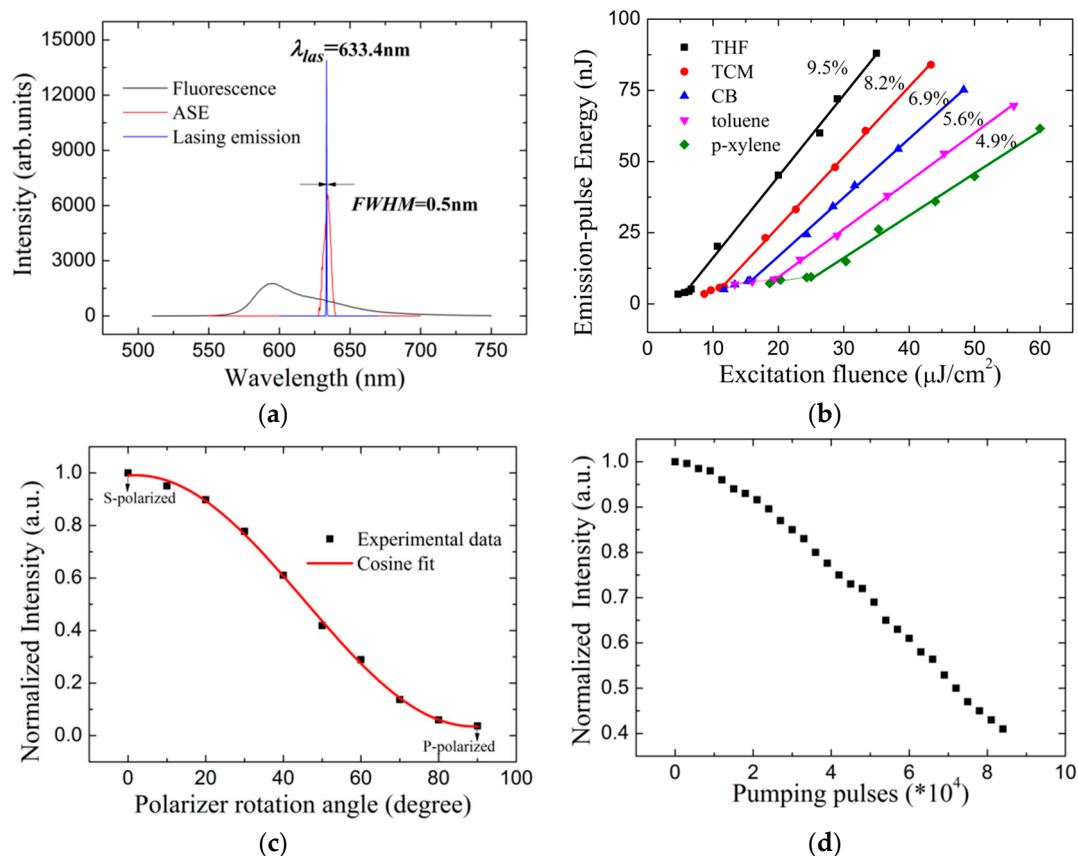 15000
12000
9000
6000
3000
0
Intensity (arb.units)
λlas=633.4nm
Fluorescence
ASE
Lasing emission
FWHM=0.5nm
500 550 600 650 700 750
Wavelength (nm)
(a)
100
75
50
25
0
Emission-pulse Energy (nJ)
THF
TCM
CB
toluene
p-xylene
9.5%
8.2%
6.9%
5.6%
4.9%
0 10 20 30 40 50 60
Excitation fluence (μJ/cm²)
(b)
1.0
0.8
0.6
0.4
0.2
0.0
Normalized Intensity (a.u.)
S-polarized
Experimental data
Cosine fit
P-polarized
0 20 40 60 80 100
Polarizer rotation angle (degree)
(c)
1.0
0.9
0.8
0.7
0.6
0.5
0.4
Normalized Intensity (a.u.)
0 2 4 6 8 10
Pumping pulses (*10⁴)
(d)